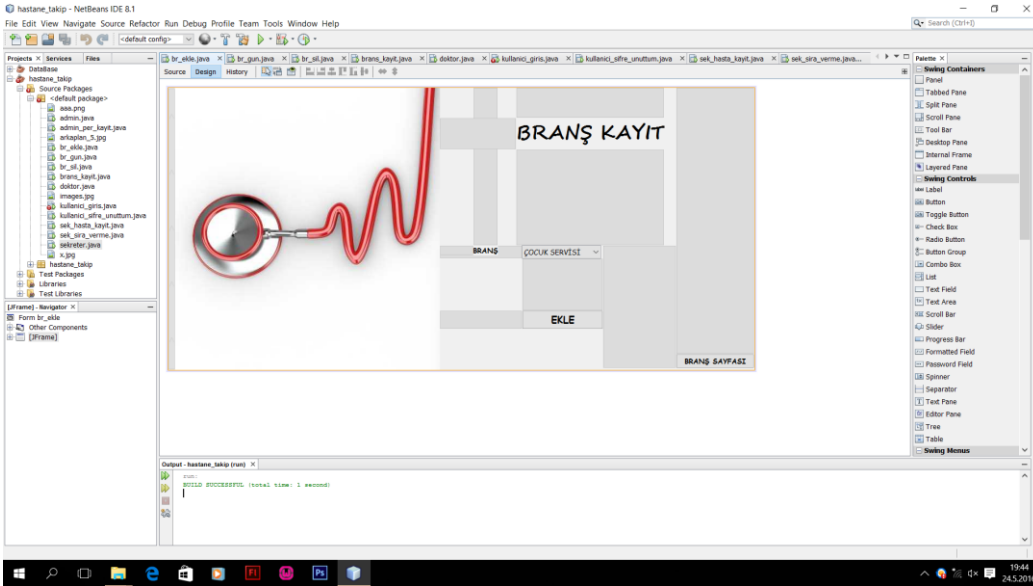 hastane_takip - NetBeans IDE 8.1
File Edit View Navigate Source Refactor Run Debug Profile Team Tools Window Help
Search (Ctrl+I)
<default config>
Projects Services Files
DataBase
hastane_takip
Source Packages
<default package>
aaa.png
admin.java
admin_per_kayit.java
arkaplan_5.jpg
br_ekle.java
br_gun.java
br_sil.java
brans_kayit.java
doktor.java
images.jpg
kullanici_giris.java
kullanici_sifre_unuttum.java
sek_hasta_kayit.java
sek_sira_verme.java
sekreter.java
x.jpg
hastane_takip
Test Packages
Libraries
Test Libraries
[JFrame] - Navigator
Form br_ekle
Other Components
[JFrame]
br_ekle.java br_gun.java br_sil.java brans_kayit.java doktor.java kullanici_giris.java kullanici_sifre_unuttum.java sek_hasta_kayit.java sek_sira_verme.java...
Source Design History
BRANŞ KAYIT
BRANŞ ÇOCUK SERVİSİ
EKLE
BRANŞ SAYFASI
Output - hastane_takip (run)
run:
BUILD SUCCESSFUL (total time: 1 second)
Palette
Swing Containers
Panel
Tabbed Pane
Split Pane
Scroll Pane
Tool Bar
Desktop Pane
Internal Frame
Layered Pane
Swing Controls
Label
Button
Toggle Button
Check Box
Radio Button
Button Group
Combo Box
List
Text Field
Text Area
Scroll Bar
Slider
Progress Bar
Formatted Field
Password Field
Spinner
Separator
Text Pane
Editor Pane
Tree
Table
Swing Menus
Fl
Ps
19:44